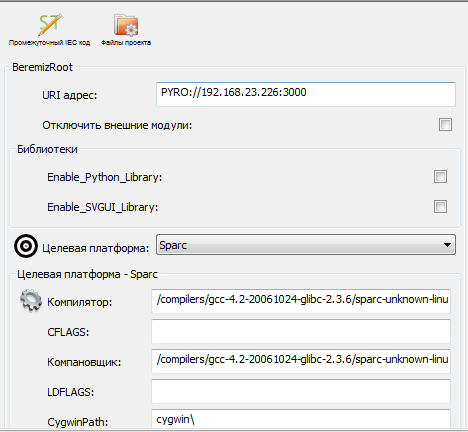 Промежуточный IEC код Файлы проекта
BeremizRoot
URI адрес: PYRO://192.168.23.226:3000
Отключить внешние модули:
Библиотеки
Enable_Python_Library:
Enable_SVGUI_Library:
Целевая платформа: Sparc
Целевая платформа - Sparc
Компилятор: /compilers/gcc-4.2-20061024-glibc-2.3.6/sparc-unknown-linu
CFLAGS:
Компановщик: /compilers/gcc-4.2-20061024-glibc-2.3.6/sparc-unknown-linu
LDFLAGS:
CygwinPath: cygwin\